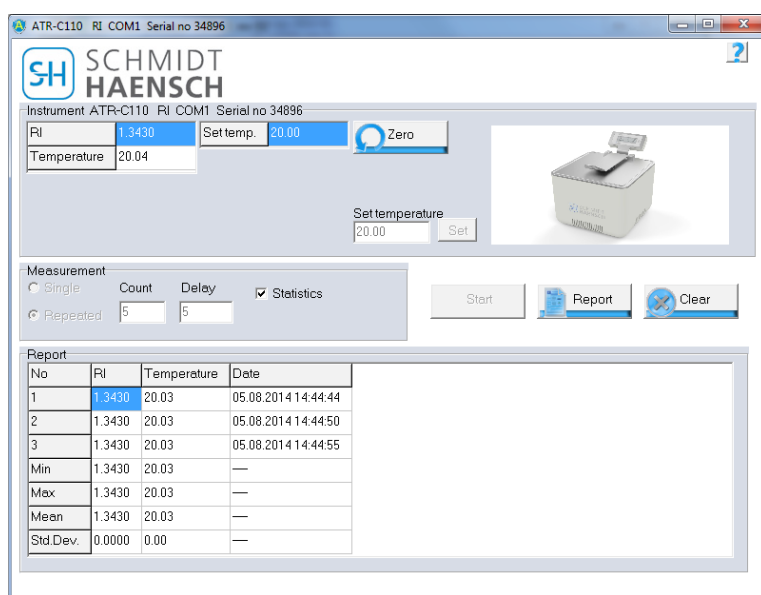 ATR-C110 RI COM1 Serial no 34896
SCHMIDT
HAENSCH
Instrument ATR-C110 RI COM1 Serial no 34896
RI 1.3430 Set temp. 20.00 Zero
Temperature 20.04
Set temperature
20.00 Set
Measurement
Single Count Delay Statistics
Repeated 5 5
Start Report Clear
Report
No RI Temperature Date
1 1.3430 20.03 05.08.2014 14:44:44
2 1.3430 20.03 05.08.2014 14:44:50
3 1.3430 20.03 05.08.2014 14:44:55
Min 1.3430 20.03 —
Max 1.3430 20.03 —
Mean 1.3430 20.03 —
Std.Dev. 0.0000 0.00 —